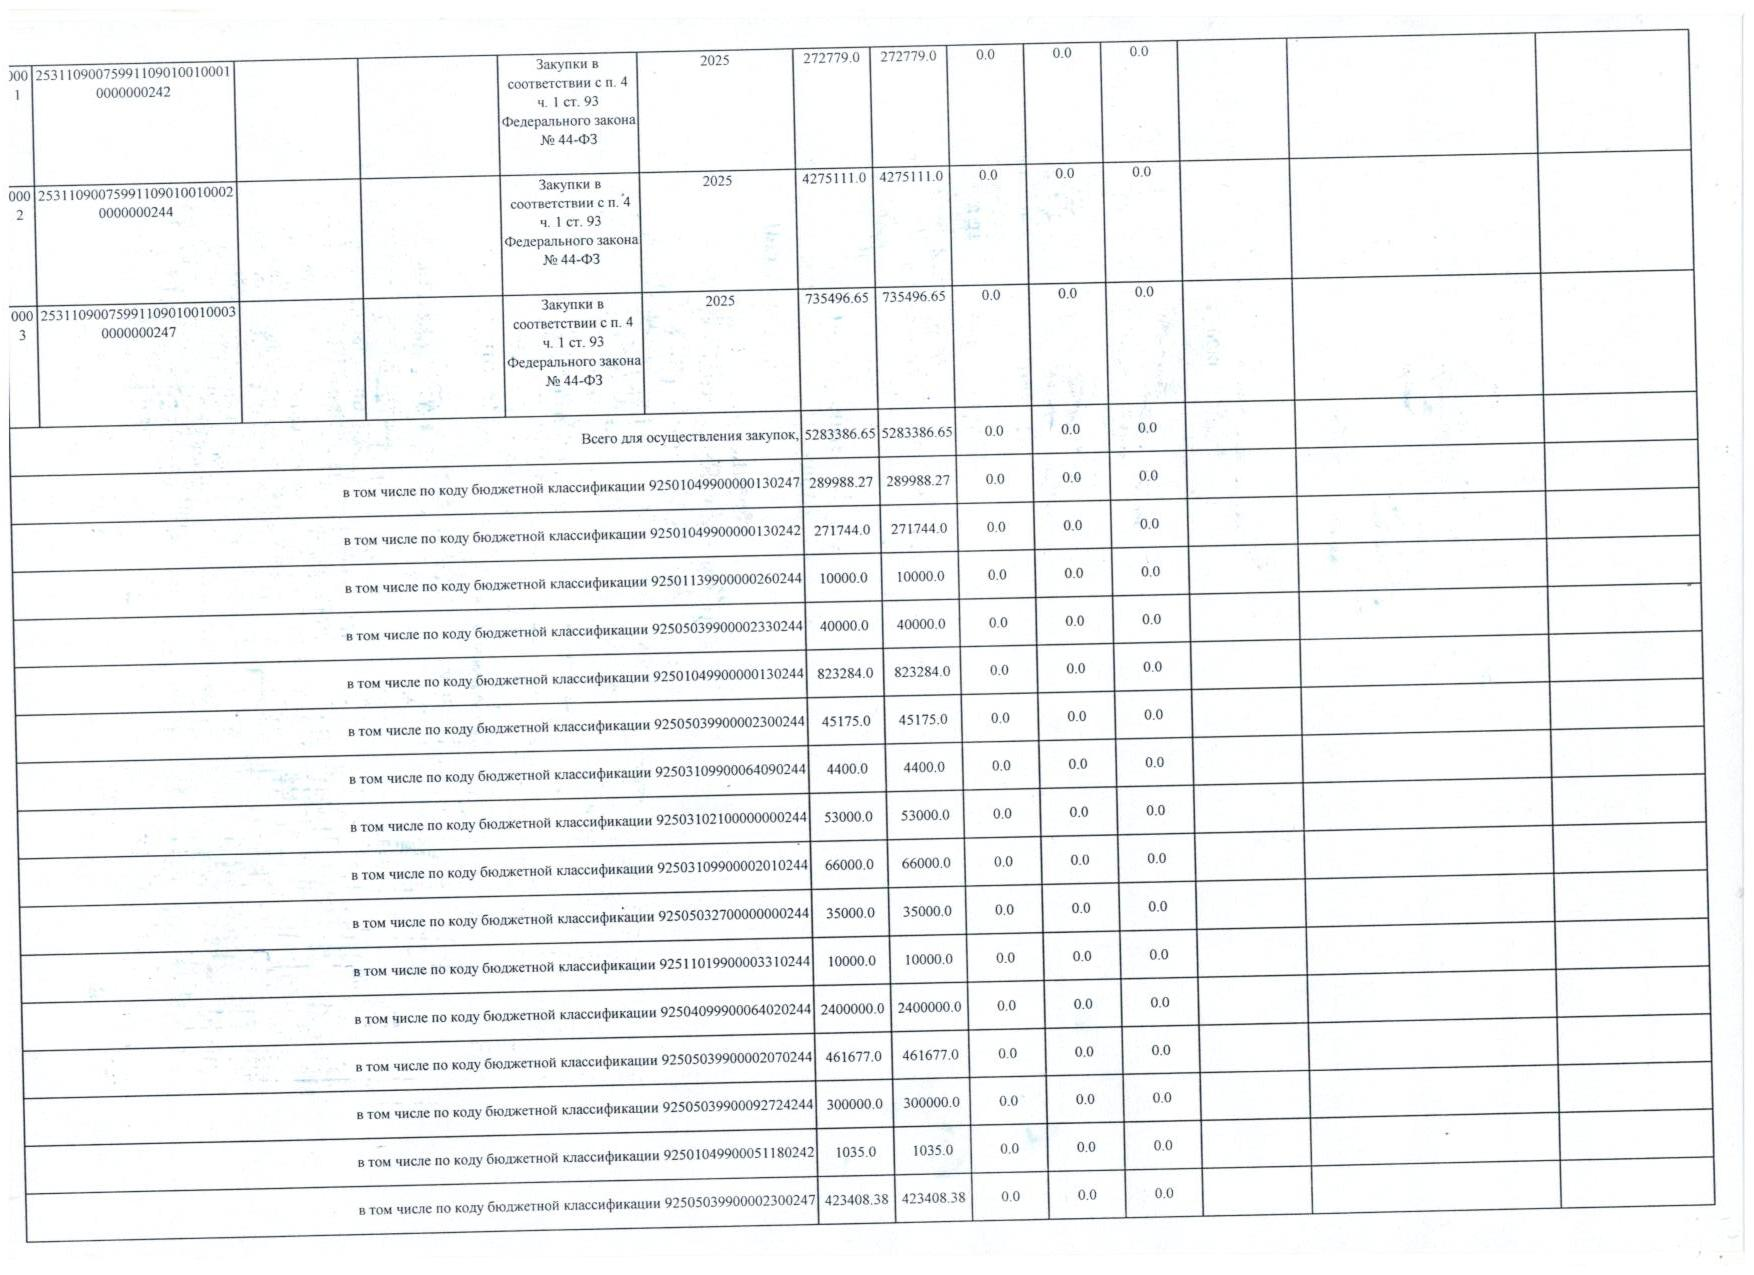 000 25311090075991109010010001 Закупки в 2025 272779.0 272779.0 0.0 0.0 0.0
1 0000000242 соответствии с п. 4
ч. 1 ст. 93
Федерального закона
№ 44-ФЗ
000 25311090075991109010010002 Закупки в 2025 4275111.0 4275111.0 0.0 0.0 0.0
2 0000000244 соответствии с п. 4
ч. 1 ст. 93
Федерального закона
№ 44-ФЗ
000 25311090075991109010010003 Закупки в 2025 735496.65 735496.65 0.0 0.0 0.0
3 0000000247 соответствии с п. 4
ч. 1 ст. 93
Федерального закона
№ 44-ФЗ
Всего для осуществления закупок, 5283386.65 5283386.65 0.0 0.0 0.0
в том числе по коду бюджетной классификации 92501049900000130247 289988.27 289988.27 0.0 0.0 0.0
в том числе по коду бюджетной классификации 92501049900000130242 271744.0 271744.0 0.0 0.0 0.0
в том числе по коду бюджетной классификации 92501139900000260244 10000.0 10000.0 0.0 0.0 0.0
в том числе по коду бюджетной классификации 92505039900002330244 40000.0 40000.0 0.0 0.0 0.0
в том числе по коду бюджетной классификации 92501049900000130244 823284.0 823284.0 0.0 0.0 0.0
в том числе по коду бюджетной классификации 92505039900002300244 45175.0 45175.0 0.0 0.0 0.0
в том числе по коду бюджетной классификации 92503109900064090244 4400.0 4400.0 0.0 0.0 0.0
в том числе по коду бюджетной классификации 92503102100000000244 53000.0 53000.0 0.0 0.0 0.0
в том числе по коду бюджетной классификации 92503109900002010244 66000.0 66000.0 0.0 0.0 0.0
в том числе по коду бюджетной классификации 92505032700000000244 35000.0 35000.0 0.0 0.0 0.0
в том числе по коду бюджетной классификации 92511019900003310244 10000.0 10000.0 0.0 0.0 0.0
в том числе по коду бюджетной классификации 92504099900064020244 2400000.0 2400000.0 0.0 0.0 0.0
в том числе по коду бюджетной классификации 92505039900002070244 461677.0 461677.0 0.0 0.0 0.0
в том числе по коду бюджетной классификации 92505039900092724244 300000.0 300000.0 0.0 0.0 0.0
в том числе по коду бюджетной классификации 92501049900051180242 1035.0 1035.0 0.0 0.0 0.0
в том числе по коду бюджетной классификации 92505039900002300247 423408.38 423408.38 0.0 0.0 0.0